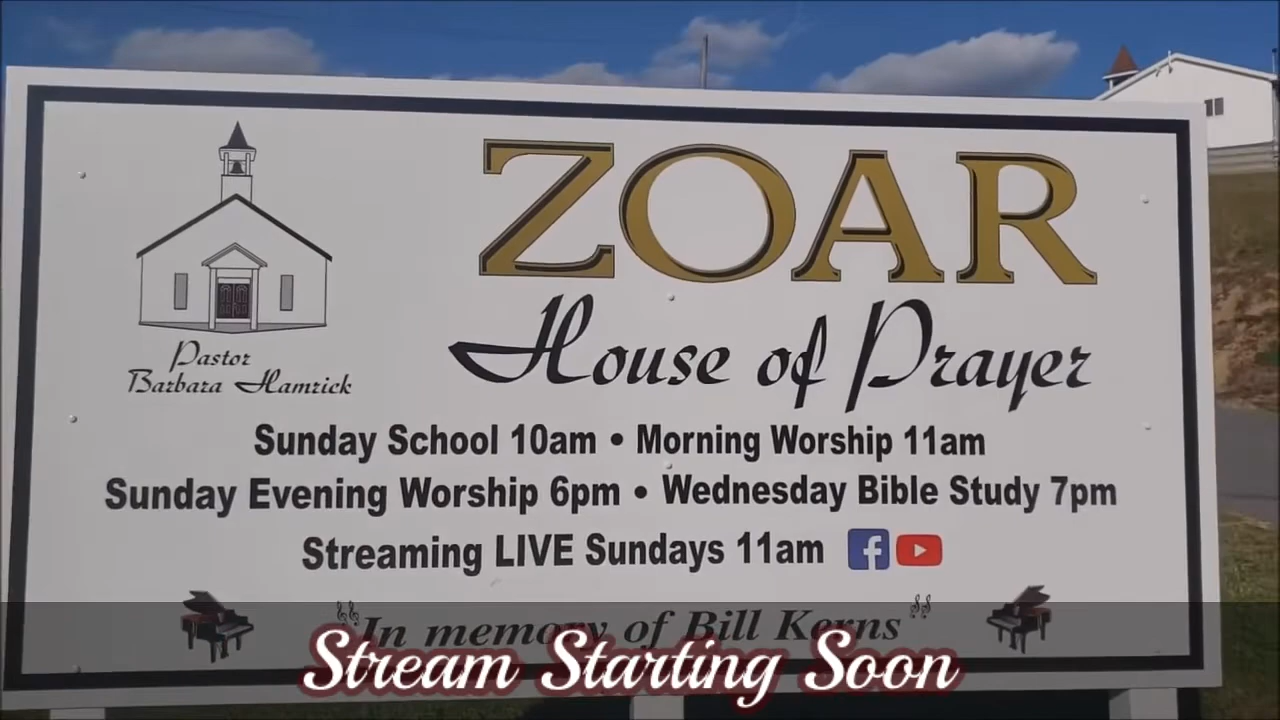 ZOAR
House of Prayer
Pastor
Barbara Hamrick
Sunday School 10am • Morning Worship 11am
Sunday Evening Worship 6pm • Wednesday Bible Study 7pm
Streaming LIVE Sundays 11am
"In memory of Bill Kerns"
Stream Starting Soon